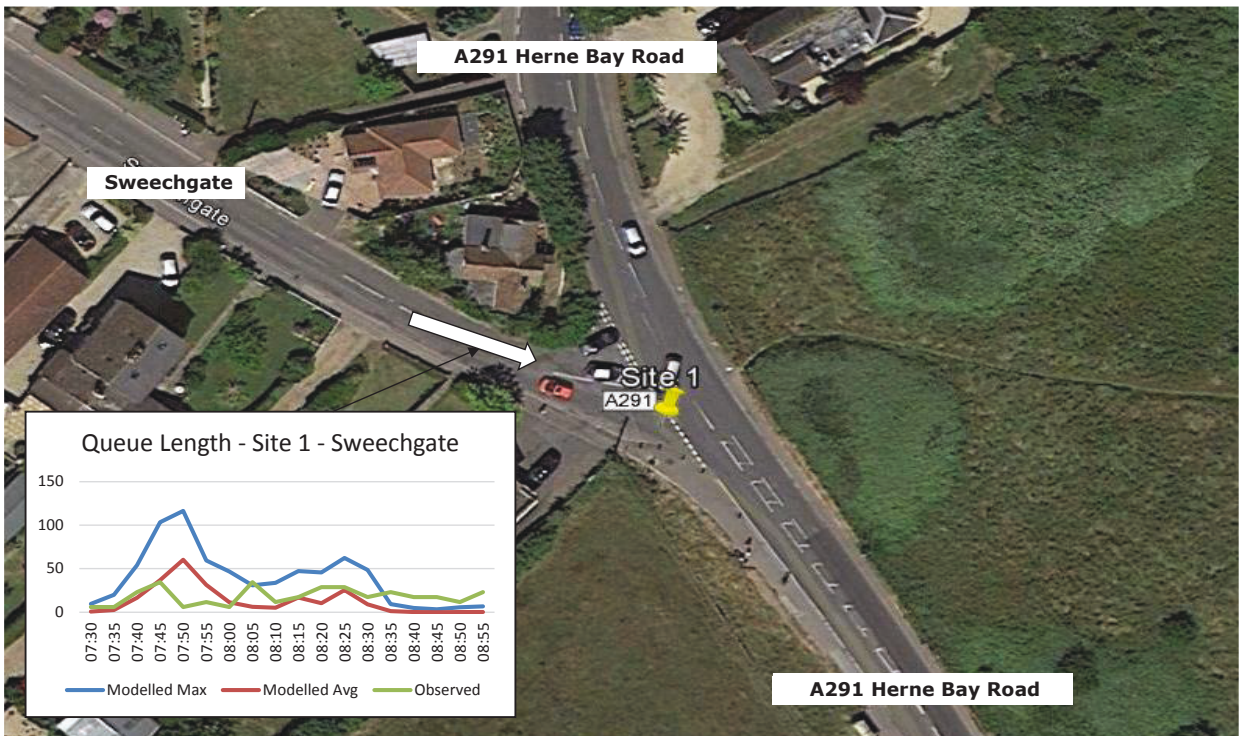 A291 Herne Bay Road
Sweechgate
Site 1
A291
Queue Length - Site 1 - Sweechgate
150
100
50
0
07:30
07:35
07:40
07:45
07:50
07:55
08:00
08:05
08:10
08:15
08:20
08:25
08:30
08:35
08:40
08:45
08:50
08:55
Modelled Max
Modelled Avg
Observed
A291 Herne Bay Road